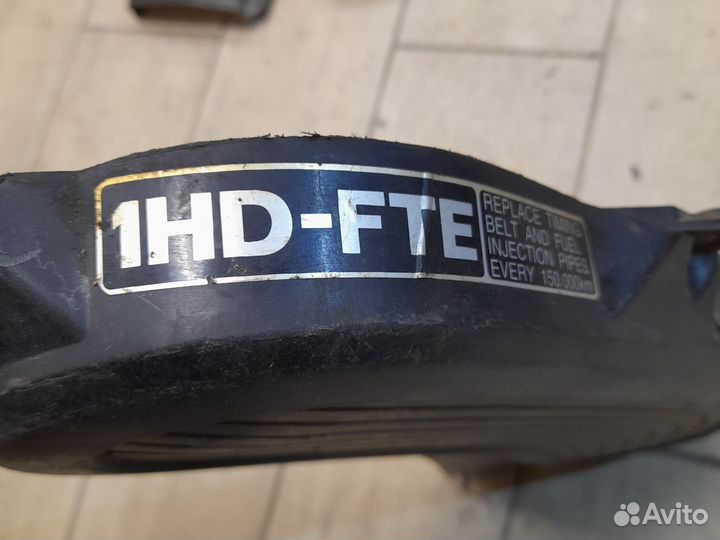 1HD-FTE
REPLACE TIMING
BELT AND FUEL
INJECTION PIPES
EVERY 150.000km
Avito